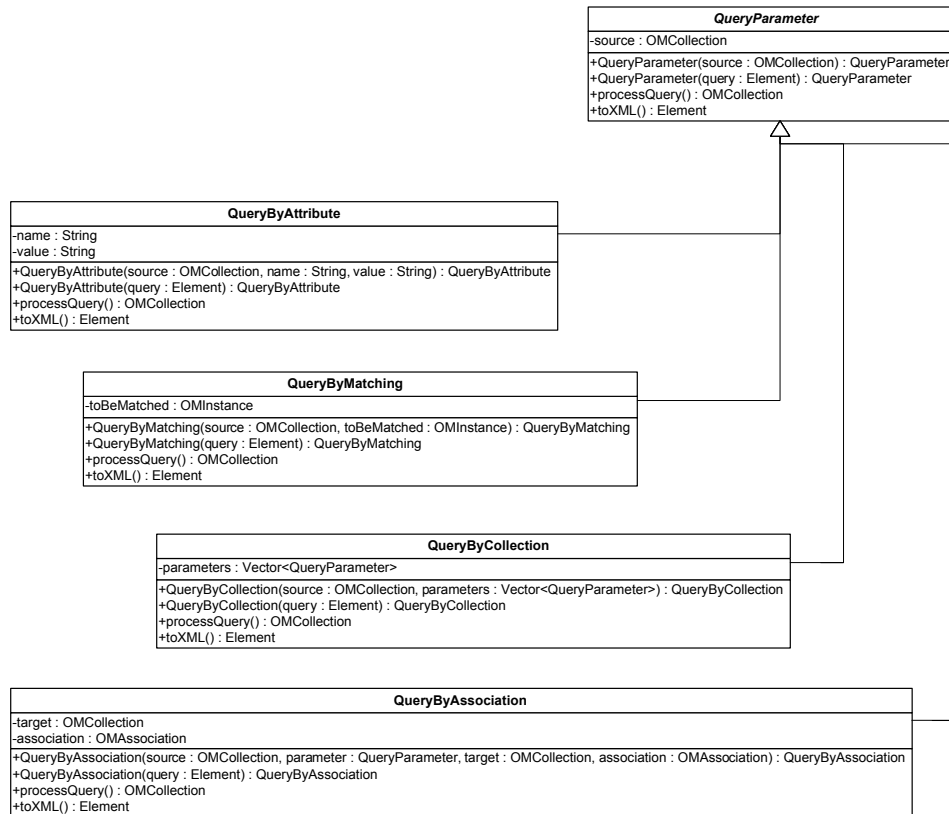 QueryParameter
-source : OMCollection
+QueryParameter(source : OMCollection) : QueryParameter
+QueryParameter(query : Element) : QueryParameter
+processQuery() : OMCollection
+toXML() : Element
QueryByAttribute
-name : String
-value : String
+QueryByAttribute(source : OMCollection, name : String, value : String) : QueryByAttribute
+QueryByAttribute(query : Element) : QueryByAttribute
+processQuery() : OMCollection
+toXML() : Element
QueryByMatching
-toBeMatched : OMInstance
+QueryByMatching(source : OMCollection, toBeMatched : OMInstance) : QueryByMatching
+QueryByMatching(query : Element) : QueryByMatching
+processQuery() : OMCollection
+toXML() : Element
QueryByCollection
-parameters : Vector<QueryParameter>
+QueryByCollection(source : OMCollection, parameters : Vector<QueryParameter>) : QueryByCollection
+QueryByCollection(query : Element) : QueryByCollection
+processQuery() : OMCollection
+toXML() : Element
QueryByAssociation
-target : OMCollection
-association : OMAssociation
+QueryByAssociation(source : OMCollection, parameter : QueryParameter, target : OMCollection, association : OMAssociation) : QueryByAssociation
+QueryByAssociation(query : Element) : QueryByAssociation
+processQuery() : OMCollection
+toXML() : Element